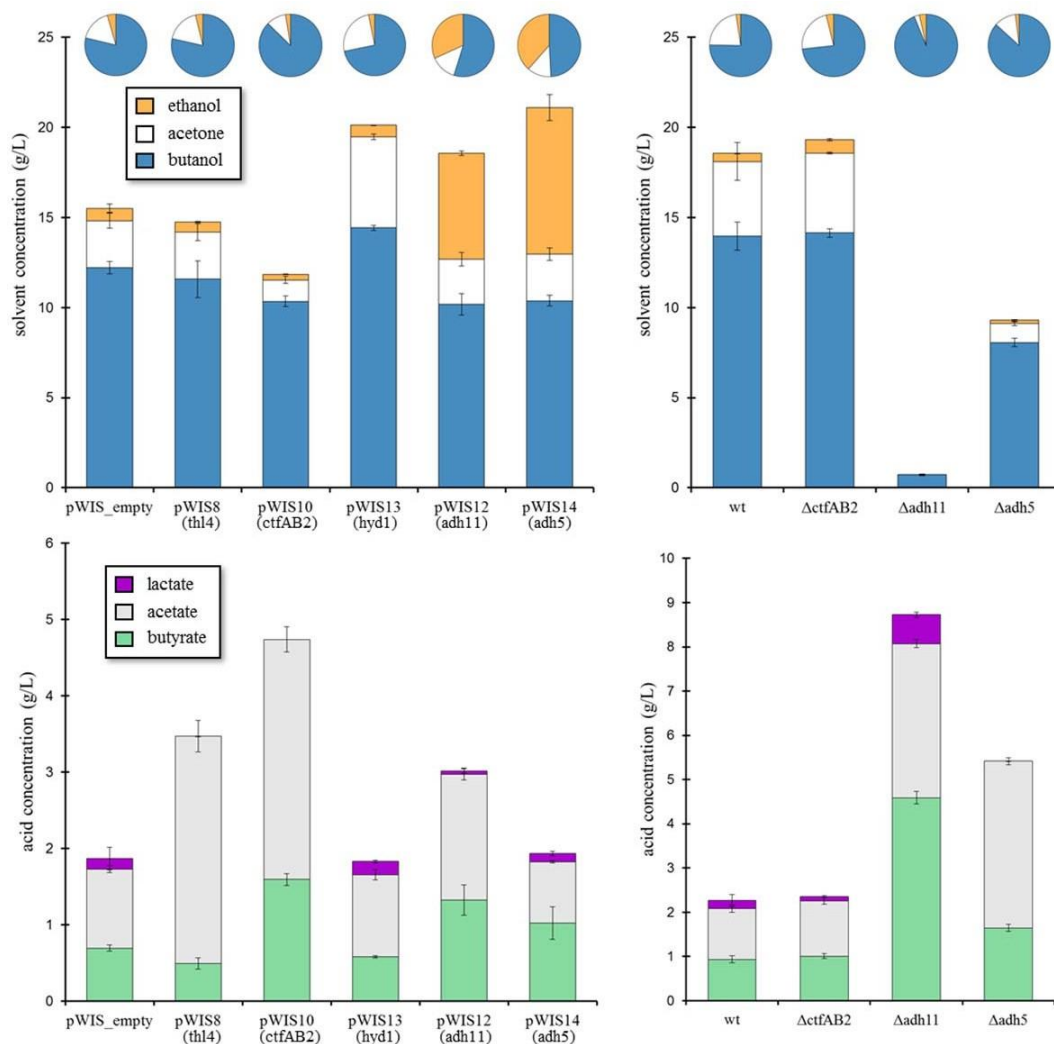 25
20
15
10
5
0
solvent concentration (g/L)
ethanol
acetone
butanol
pWIS_empty
pWIS8
(thl4)
pWIS10
(ctfAB2)
pWIS13
(hyd1)
pWIS12
(adh11)
pWIS14
(adh5)
25
20
15
10
5
0
solvent concentration (g/L)
wt
ΔctfAB2
Δadh11
Δadh5
6
5
4
3
2
1
0
acid concentration (g/L)
lactate
acetate
butyrate
pWIS_empty
pWIS8
(thl4)
pWIS10
(ctfAB2)
pWIS13
(hyd1)
pWIS12
(adh11)
pWIS14
(adh5)
10
9
8
7
6
5
4
3
2
1
0
acid concentration (g/L)
wt
ΔctfAB2
Δadh11
Δadh5